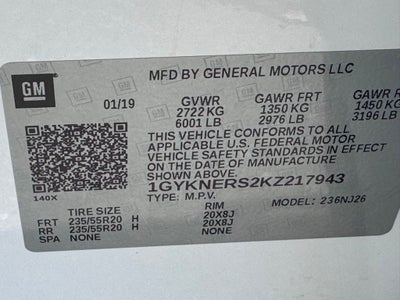 MFD BY GENERAL MOTORS LLC
GM
01/19
GVWR GAWR FRT GAWR RR
2722 KG 1350 KG 1450 KG
6001 LB 2976 LB 3196 LB
THIS VEHICLE CONFORMS TO ALL
APPLICABLE U.S. FEDERAL MOTOR
VEHICLE SAFETY STANDARDS IN
EFFECT ON THE DATE OF MANUFACTURE
SHOWN ABOVE.
1GYKNERS2KZ217943
TYPE: M.P.V. MODEL: 236NJ26
140X
TIRE SIZE RIM
FRT 235/55R20 H 20X8J
RR 235/55R20 H 20X8J
SPA NONE NONE